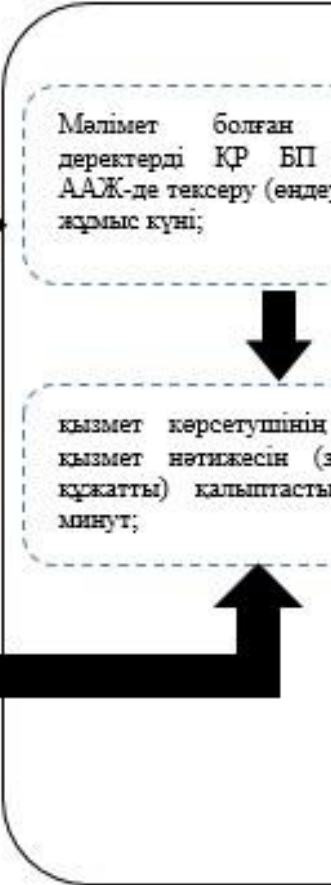 Мәлімет болған
деректерді ҚР БП
ААЖ-де тексеру (өңдеу
жұмыс күні;
қызмет көрсетушінің
қызмет нәтижесін (э
құжатты) қалыптасты
минут;